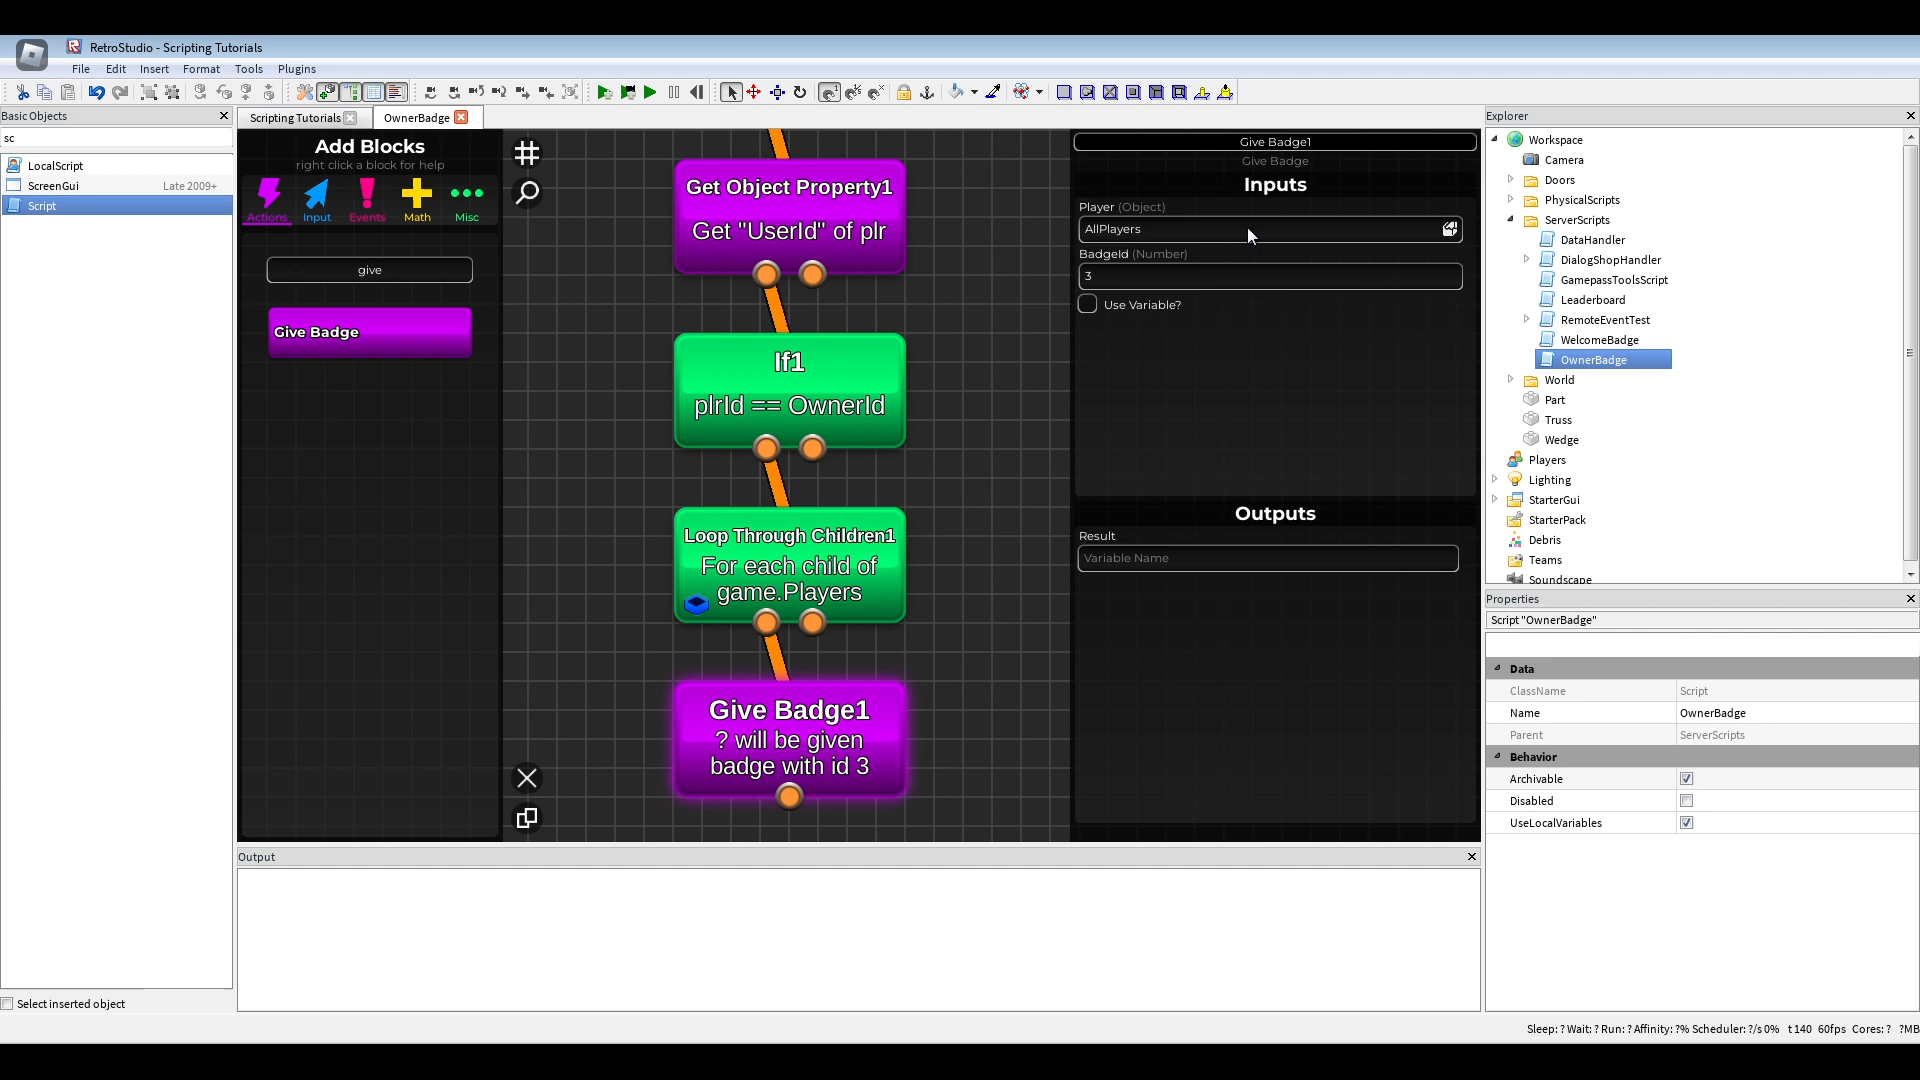 RetroStudio - Scripting Tutorials
File Edit Insert Format Tools Plugins
Basic Objects
sc
LocalScript
ScreenGui Late 2009+
Script
Select inserted object
Scripting Tutorials
OwnerBadge
Add Blocks
right click a block for help
Actions Input Events Math Misc
give
Give Badge
Get Object Property1
Get "UserId" of plr
If1
plrId == OwnerId
Loop Through Children1
For each child of
game.Players
Give Badge1
? will be given
badge with id 3
Give Badge1
Give Badge
Inputs
Player (Object)
AllPlayers
BadgeId (Number)
3
Use Variable?
Outputs
Result
Variable Name
Output
Explorer
Workspace
Camera
Doors
PhysicalScripts
ServerScripts
DataHandler
DialogShopHandler
GamepassToolsScript
Leaderboard
RemoteEventTest
WelcomeBadge
OwnerBadge
World
Part
Truss
Wedge
Players
Lighting
StarterGui
StarterPack
Debris
Teams
Soundscape
Properties
Script "OwnerBadge"
Data
ClassName Script
Name OwnerBadge
Parent ServerScripts
Behavior
Archivable
Disabled
UseLocalVariables
Sleep: ? Wait: ? Run: ? Affinity: ?% Scheduler: ?/s 0% t 140 60fps Cores: ? ?MB